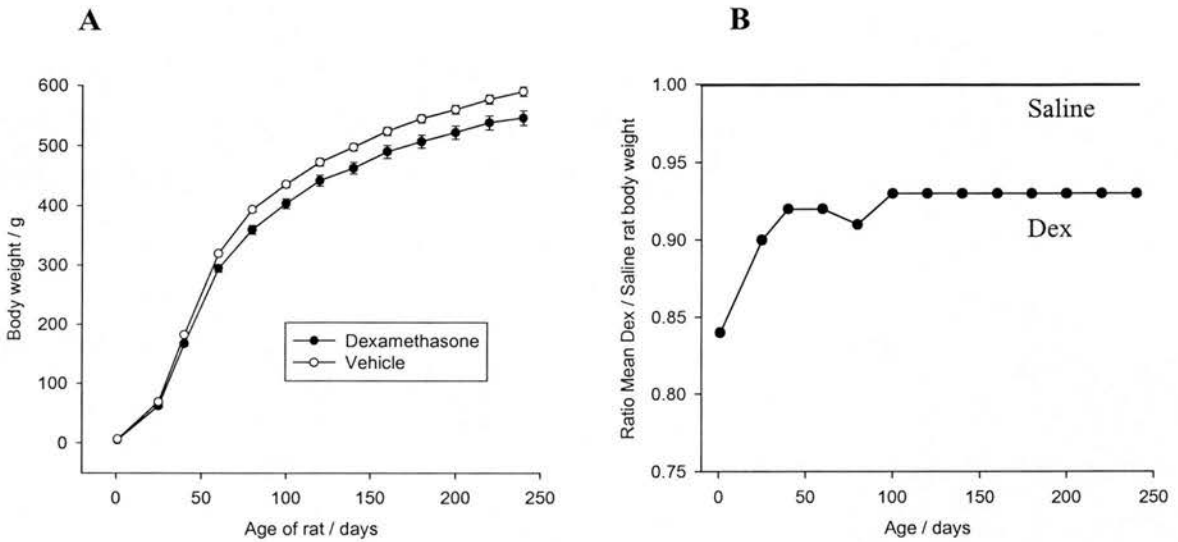 A
B
600
500
400
300
200
100
0
Body weight / g
Dexamethasone
Vehicle
0
50
100
150
200
250
Age of rat / days
1.00
0.95
0.90
0.85
0.80
0.75
Ratio Mean Dex / Saline rat body weight
Saline
Dex
0
50
100
150
200
250
Age / days